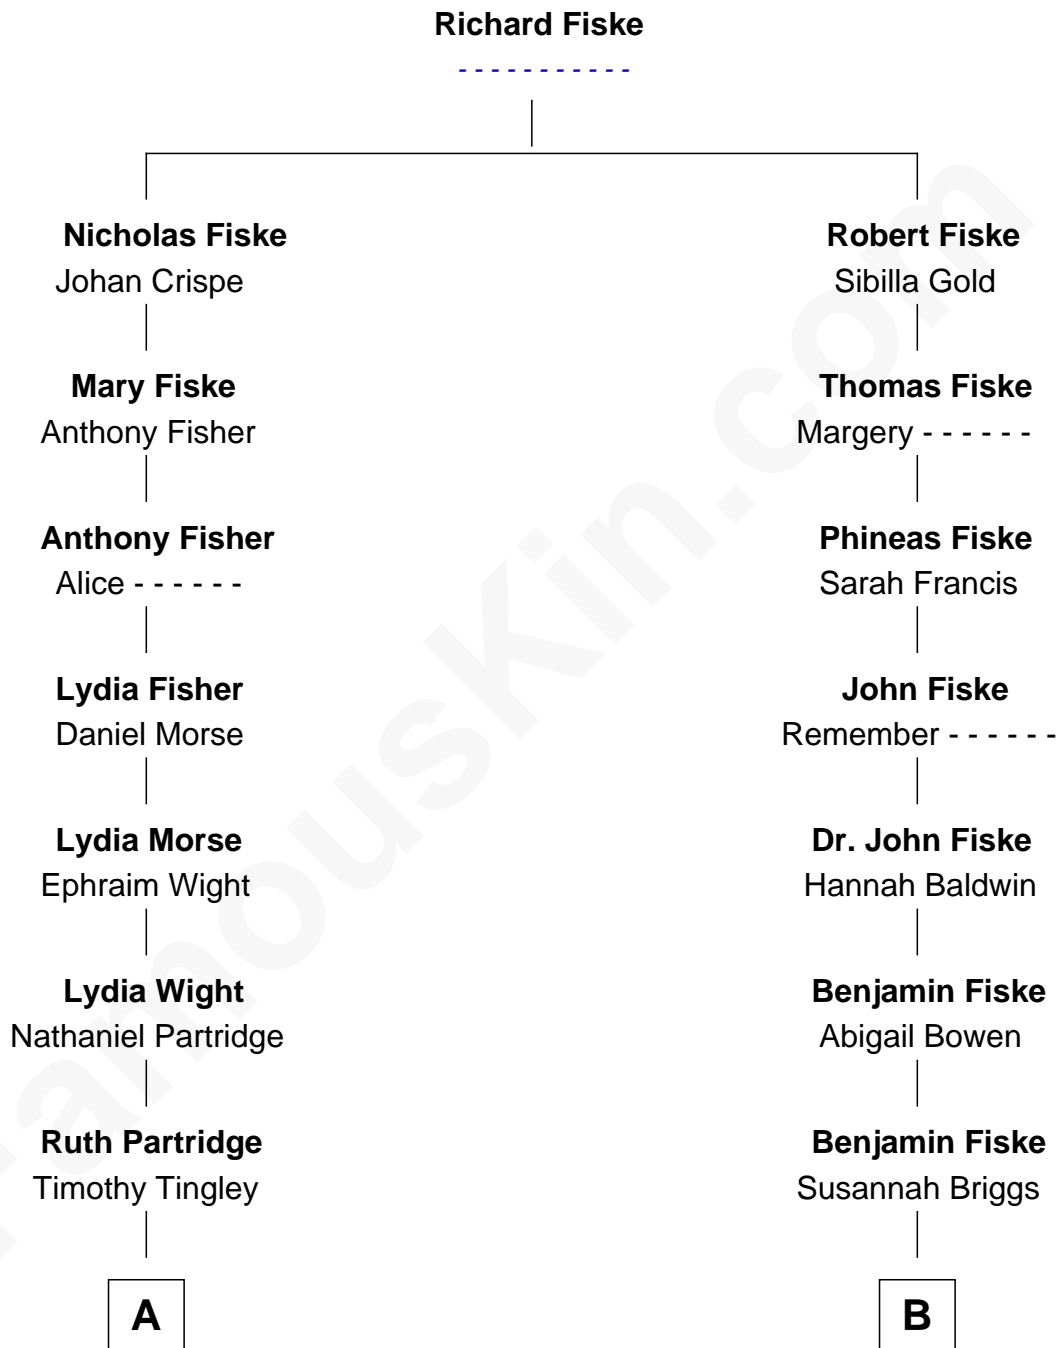 Richard Fiske
- - - - - - - - - - -
Nicholas Fiske
Johan Crispe
Robert Fiske
Sibilla Gold
Mary Fiske
Anthony Fisher
Thomas Fiske
Margery - - - - - -
Anthony Fisher
Alice - - - - - -
Phineas Fiske
Sarah Francis
Lydia Fisher
Daniel Morse
John Fiske
Remember - - - - - -
Lydia Morse
Ephraim Wight
Dr. John Fiske
Hannah Baldwin
Lydia Wight
Nathaniel Partridge
Benjamin Fiske
Abigail Bowen
Ruth Partridge
Timothy Tingley
Benjamin Fiske
Susannah Briggs
A
B
FamousKin.com